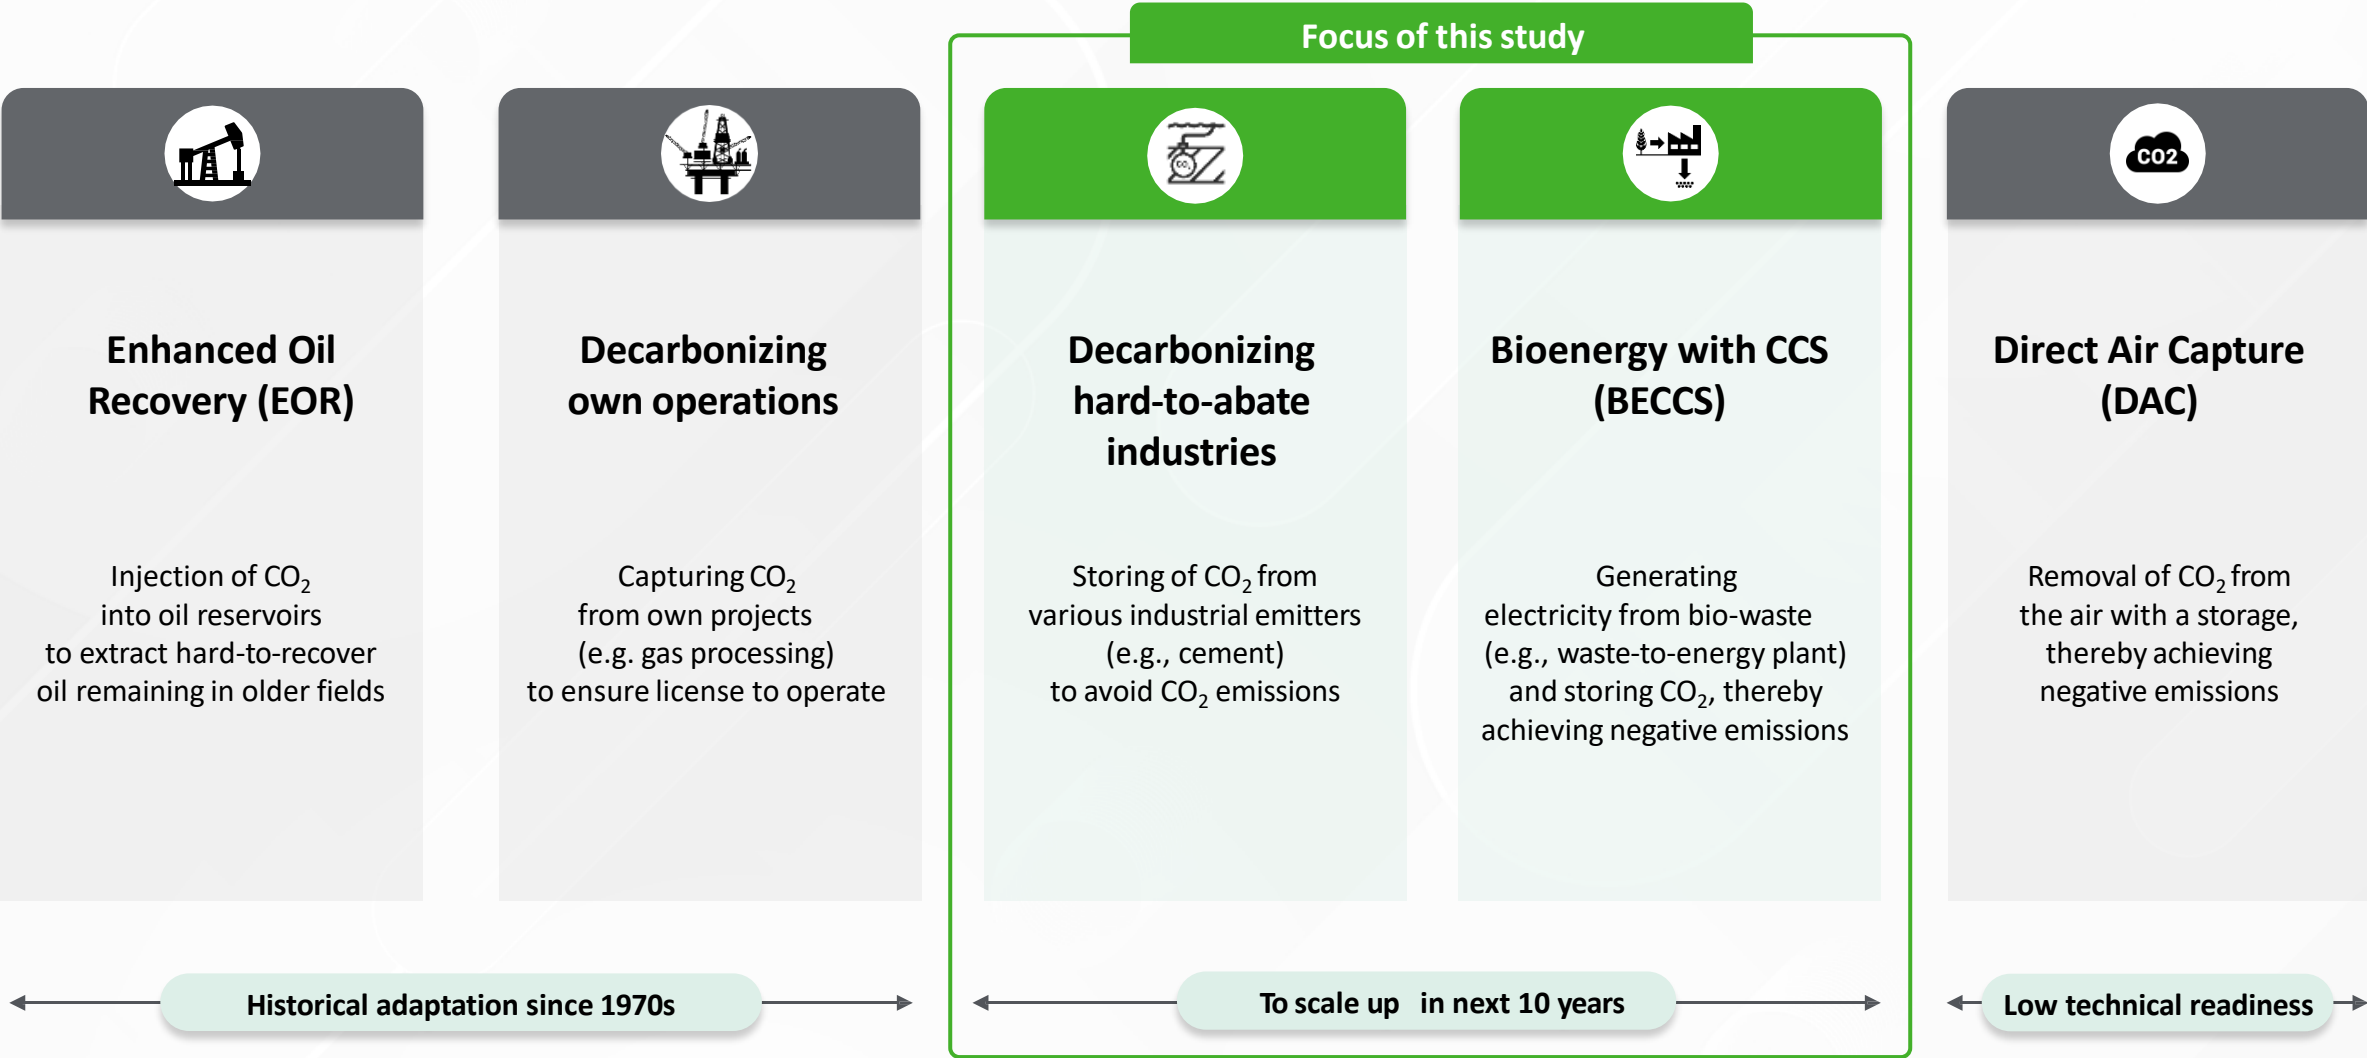 Focus of this study
Enhanced Oil
Recovery (EOR)
Injection of CO₂
into oil reservoirs
to extract hard-to-recover
oil remaining in older fields
Decarbonizing
own operations
Capturing CO₂
from own projects
(e.g. gas processing)
to ensure license to operate
CO₂
Decarbonizing
hard-to-abate
industries
Storing of CO₂ from
various industrial emitters
(e.g., cement)
to avoid CO₂ emissions
Bioenergy with CCS
(BECCS)
Generating
electricity from bio-waste
(e.g., waste-to-energy plant)
and storing CO₂, thereby
achieving negative emissions
CO2
Direct Air Capture
(DAC)
Removal of CO₂ from
the air with a storage,
thereby achieving
negative emissions
Historical adaptation since 1970s
To scale up in next 10 years
Low technical readiness